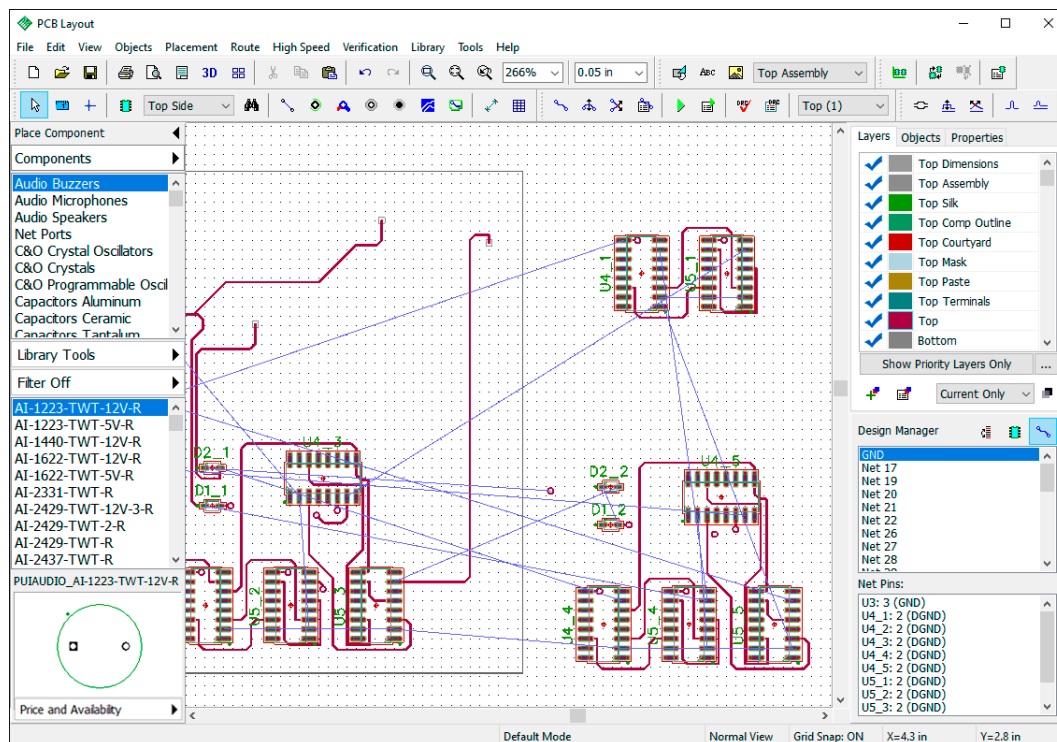 PCB Layout
File Edit View Objects Placement Route High Speed Verification Library Tools Help
3D 266% 0.05 in ABC Top Assembly
Top Side Top (1)
Place Component
Components
Audio Buzzers
Audio Microphones
Audio Speakers
Net Ports
C&O Crystal Oscillators
C&O Crystals
C&O Programmable Oscil
Capacitors Aluminum
Capacitors Ceramic
Capacitors Tantalum
Library Tools
Filter Off
AI-1223-TWT-12V-R
AI-1223-TWT-5V-R
AI-1440-TWT-12V-R
AI-1622-TWT-12V-R
AI-1622-TWT-5V-R
AI-2331-TWT-R
AI-2429-TWT-12V-3-R
AI-2429-TWT-2-R
AI-2429-TWT-R
AI-2437-TWT-R
PUIAUDIO_AI-1223-TWT-12V-R
Price and Availability
U4_1
U5_1
D2_1
U4_3
D1_1
D2_2
U4_5
D1_2
U5_2
U5_3
U4_4
U5_4
U5_5
Layers Objects Properties
Top Dimensions
Top Assembly
Top Silk
Top Comp Outline
Top Courtyard
Top Mask
Top Paste
Top Terminals
Top
Bottom
Show Priority Layers Only ...
Current Only
Design Manager
GND
Net 17
Net 19
Net 20
Net 21
Net 22
Net 26
Net 27
Net 28
Net Pins:
U3: 3 (GND)
U4_1: 2 (DGND)
U4_2: 2 (DGND)
U4_3: 2 (DGND)
U4_4: 2 (DGND)
U4_5: 2 (DGND)
U5_1: 2 (DGND)
U5_2: 2 (DGND)
U5_3: 2 (DGND)
Default Mode Normal View Grid Snap: ON X=4.3 in Y=2.8 in